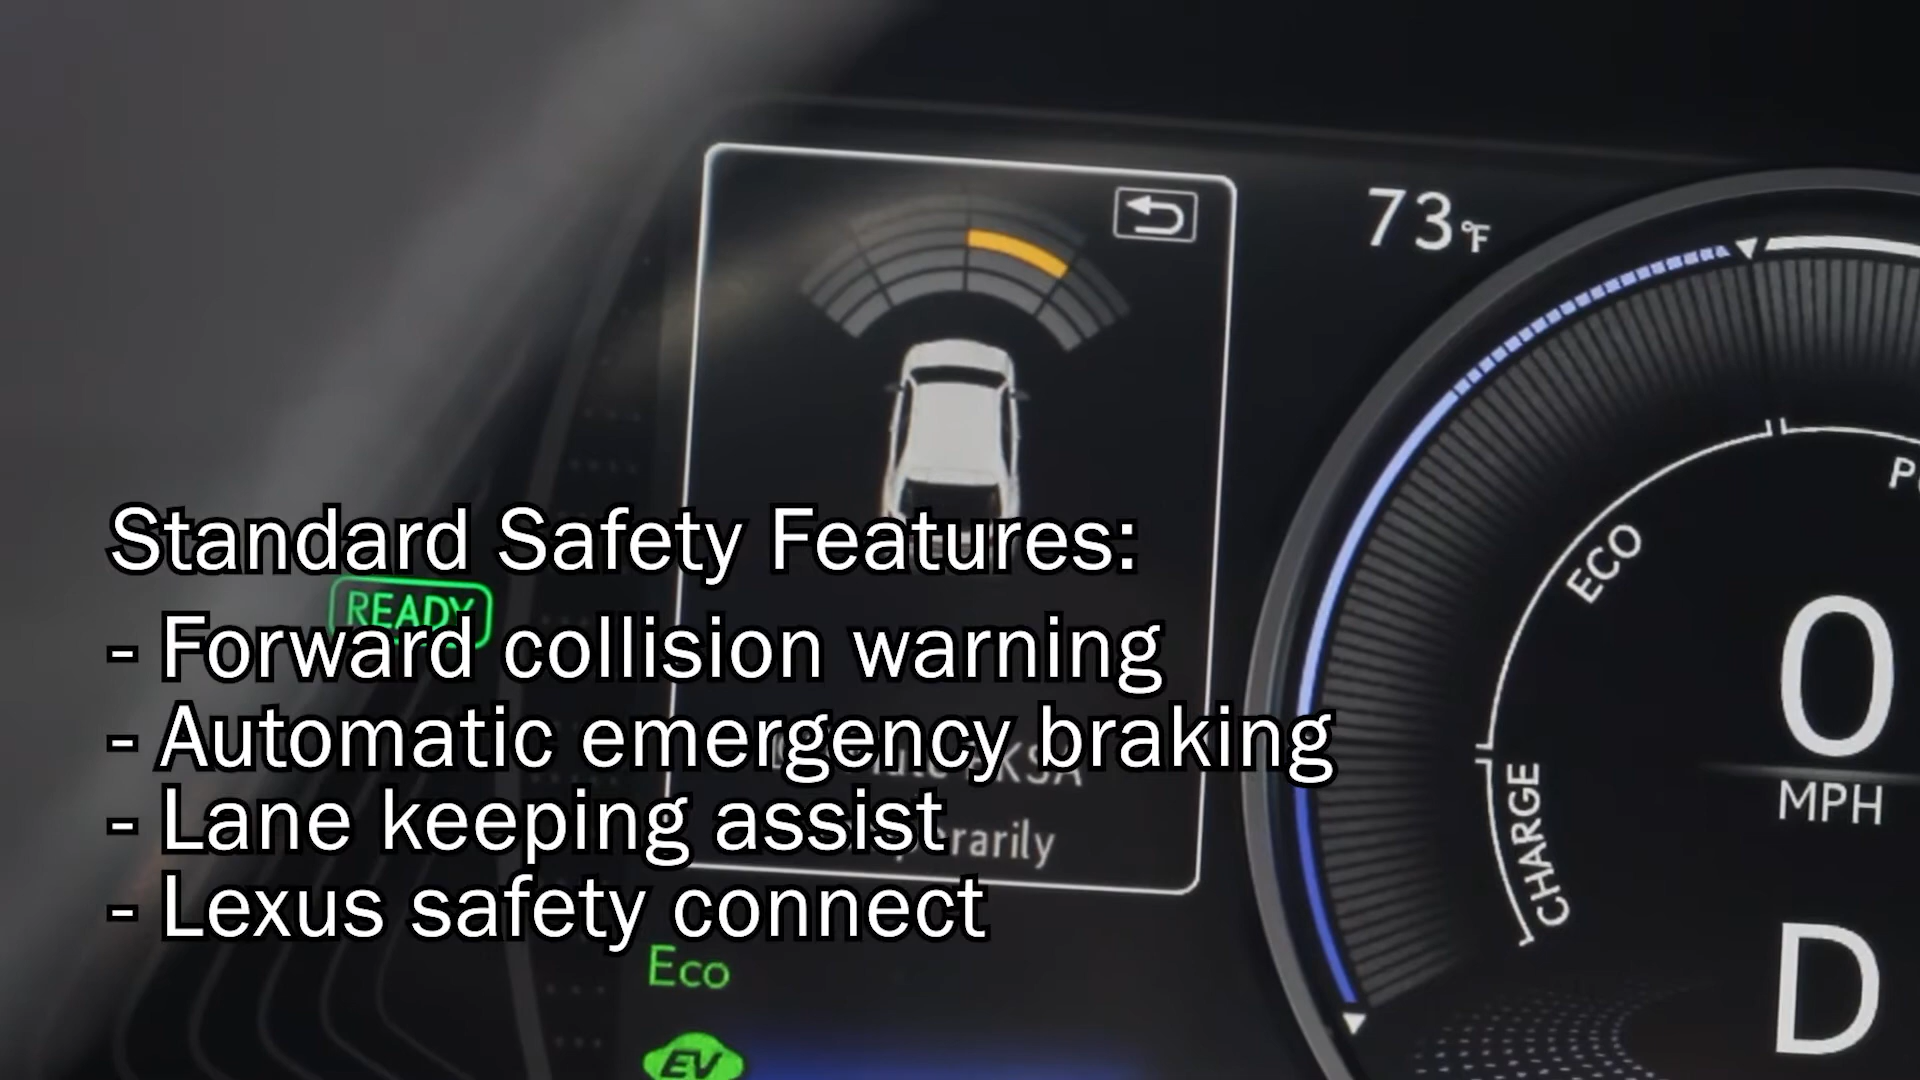 73°F
Standard Safety Features:
READY
- Forward collision warning
- Automatic emergency braking
- Lane keeping assist
- Lexus safety connect
Eco
EV
ECO
CHARGE
0
MPH
D